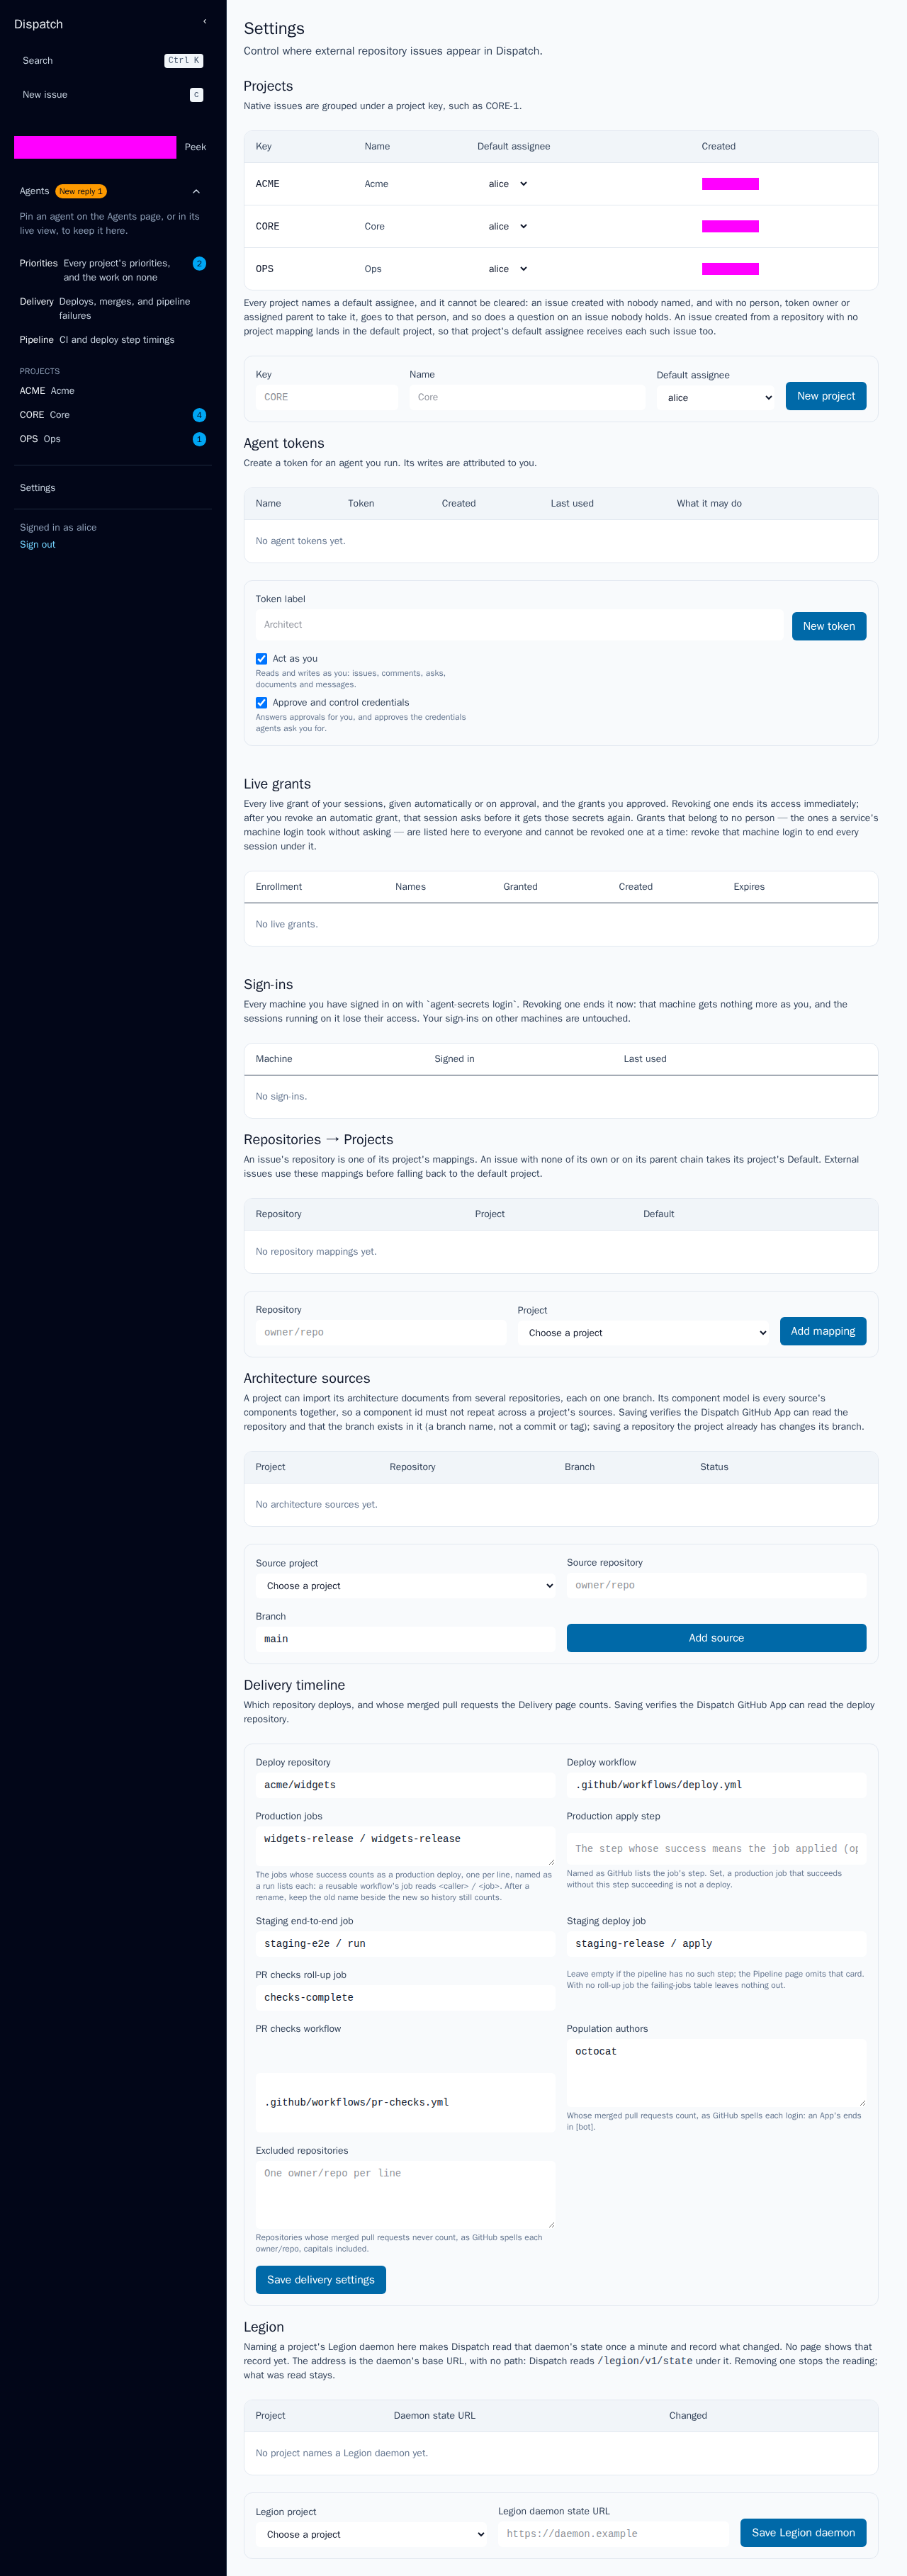 Dispatch
Search
Ctrl K
New issue
C
Peek
Agents New reply 1
Pin an agent on the Agents page, or in its
live view, to keep it here.
Priorities Every project's priorities,
and the work on none
2
Delivery Deploys, merges, and pipeline
failures
Pipeline CI and deploy step timings
PROJECTS
ACME Acme
CORE Core 4
OPS Ops 1
Settings
Signed in as alice
Sign out
Settings
Control where external repository issues appear in Dispatch.
Projects
Native issues are grouped under a project key, such as CORE-1.
Key Name Default assignee Created
ACME Acme alice
CORE Core alice
OPS Ops alice
Every project names a default assignee, and it cannot be cleared: an issue created with nobody named, and with no person, token owner or
assigned parent to take it, goes to that person, and so does a question on an issue nobody holds. An issue created from a repository with no
project mapping lands in the default project, so that project's default assignee receives each such issue too.
Key Name Default assignee
CORE Core alice New project
Agent tokens
Create a token for an agent you run. Its writes are attributed to you.
Name Token Created Last used What it may do
No agent tokens yet.
Token label
Architect New token
Act as you
Reads and writes as you: issues, comments, asks,
documents and messages.
Approve and control credentials
Answers approvals for you, and approves the credentials
agents ask you for.
Live grants
Every live grant of your sessions, given automatically or on approval, and the grants you approved. Revoking one ends its access immediately;
after you revoke an automatic grant, that session asks before it gets those secrets again. Grants that belong to no person — the ones a service's
machine login took without asking — are listed here to everyone and cannot be revoked one at a time: revoke that machine login to end every
session under it.
Enrollment Names Granted Created Expires
No live grants.
Sign-ins
Every machine you have signed in on with `agent-secrets login`. Revoking one ends it now: that machine gets nothing more as you, and the
sessions running on it lose their access. Your sign-ins on other machines are untouched.
Machine Signed in Last used
No sign-ins.
Repositories → Projects
An issue's repository is one of its project's mappings. An issue with none of its own or on its parent chain takes its project's Default. External
issues use these mappings before falling back to the default project.
Repository Project Default
No repository mappings yet.
Repository Project
owner/repo Choose a project Add mapping
Architecture sources
A project can import its architecture documents from several repositories, each on one branch. Its component model is every source's
components together, so a component id must not repeat across a project's sources. Saving verifies the Dispatch GitHub App can read the
repository and that the branch exists in it (a branch name, not a commit or tag); saving a repository the project already has changes its branch.
Project Repository Branch Status
No architecture sources yet.
Source project Source repository
Choose a project owner/repo
Branch
main Add source
Delivery timeline
Which repository deploys, and whose merged pull requests the Delivery page counts. Saving verifies the Dispatch GitHub App can read the deploy
repository.
Deploy repository Deploy workflow
acme/widgets .github/workflows/deploy.yml
Production jobs Production apply step
widgets-release / widgets-release
The step whose success means the job applied (op
The jobs whose success counts as a production deploy, one per line, named as
a run lists each: a reusable workflow's job reads <caller> / <job>. After a
rename, keep the old name beside the new so history still counts.
Named as GitHub lists the job's step. Set, a production job that succeeds
without this step succeeding is not a deploy.
Staging end-to-end job Staging deploy job
staging-e2e / run staging-release / apply
PR checks roll-up job
checks-complete
Leave empty if the pipeline has no such step; the Pipeline page omits that card.
With no roll-up job the failing-jobs table leaves nothing out.
PR checks workflow Population authors
octocat
.github/workflows/pr-checks.yml
Whose merged pull requests count, as GitHub spells each login: an App's ends
in [bot].
Excluded repositories
One owner/repo per line
Repositories whose merged pull requests never count, as GitHub spells each
owner/repo, capitals included.
Save delivery settings
Legion
Naming a project's Legion daemon here makes Dispatch read that daemon's state once a minute and record what changed. No page shows that
record yet. The address is the daemon's base URL, with no path: Dispatch reads /legion/v1/state under it. Removing one stops the reading;
what was read stays.
Project Daemon state URL Changed
No project names a Legion daemon yet.
Legion project Legion daemon state URL
Choose a project https://daemon.example Save Legion daemon